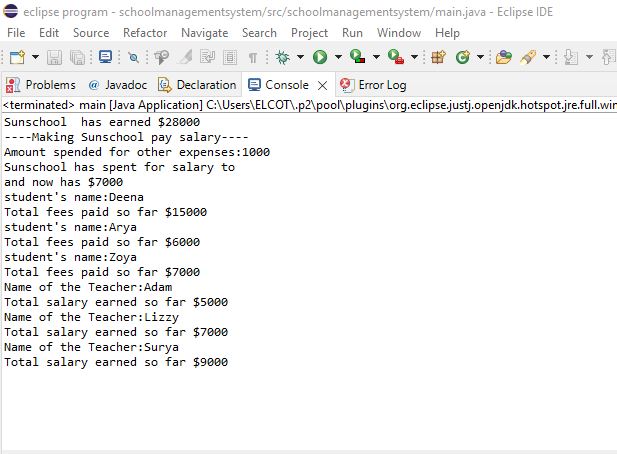 eclipse program - schoolmanagementsystem/src/schoolmanagementsystem/main.java - Eclipse IDE
File Edit Source Refactor Navigate Search Project Run Window Help
Problems @ Javadoc Declaration Console Error Log
<terminated> main [Java Application] C:\Users\ELCOT\.p2\pool\plugins\org.eclipse.justj.openjdk.hotspot.jre.full.win
Sunschool  has earned $28000
----Making Sunschool pay salary----
Amount spended for other expenses:1000
Sunschool has spent for salary to
and now has $7000
student's name:Deena
Total fees paid so far $15000
student's name:Arya
Total fees paid so far $6000
student's name:Zoya
Total fees paid so far $7000
Name of the Teacher:Adam
Total salary earned so far $5000
Name of the Teacher:Lizzy
Total salary earned so far $7000
Name of the Teacher:Surya
Total salary earned so far $9000